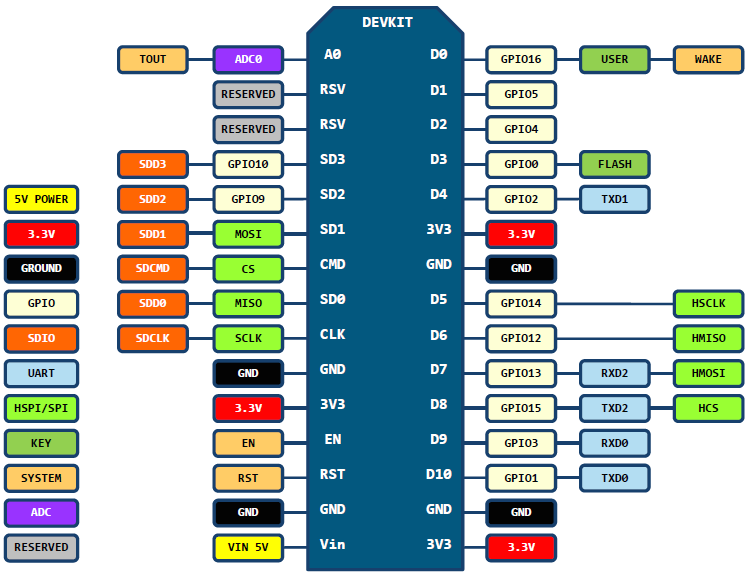 DEVKIT
TOUT ADC0 A0 D0 GPIO16 USER WAKE
RESERVED RSV D1 GPIO5
RESERVED RSV D2 GPIO4
SDD3 GPIO10 SD3 D3 GPIO0 FLASH
5V POWER SDD2 GPIO9 SD2 D4 GPIO2 TXD1
3.3V SDD1 MOSI SD1 3V3 3.3V
GROUND SDCMD CS CMD GND GND
GPIO SDD0 MISO SD0 D5 GPIO14 HSCLK
SDIO SDCLK SCLK CLK D6 GPIO12 HMISO
UART GND GND D7 GPIO13 RXD2 HMOSI
HSPI/SPI 3.3V 3V3 D8 GPIO15 TXD2 HCS
KEY EN EN D9 GPIO3 RXD0
SYSTEM RST RST D10 GPIO1 TXD0
ADC GND GND GND GND
RESERVED VIN 5V Vin 3V3 3.3V